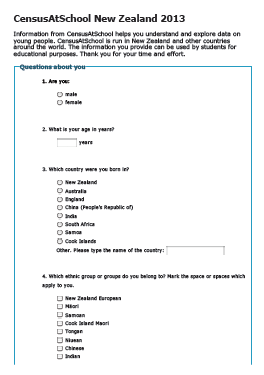 CensusAtSchool New Zealand 2013
Information from CensusAtSchool helps you understand and explore data on
young people. CensusAtSchool is run in New Zealand and other countries
around the world. The information you provide can be used by students for
educational purposes. Thank you for your time and effort.
Questions about you
1. Are you:
male
female
2. What is your age in years?
years
3. Which country were you born in?
New Zealand
Australia
England
China (People's Republic of)
India
South Africa
Samoa
Cook Islands
Other. Please type the name of the country:
4. Which ethnic group or groups do you belong to? Mark the space or spaces which
apply to you.
New Zealand European
Māori
Samoan
Cook Island Maori
Tongan
Niuean
Chinese
Indian